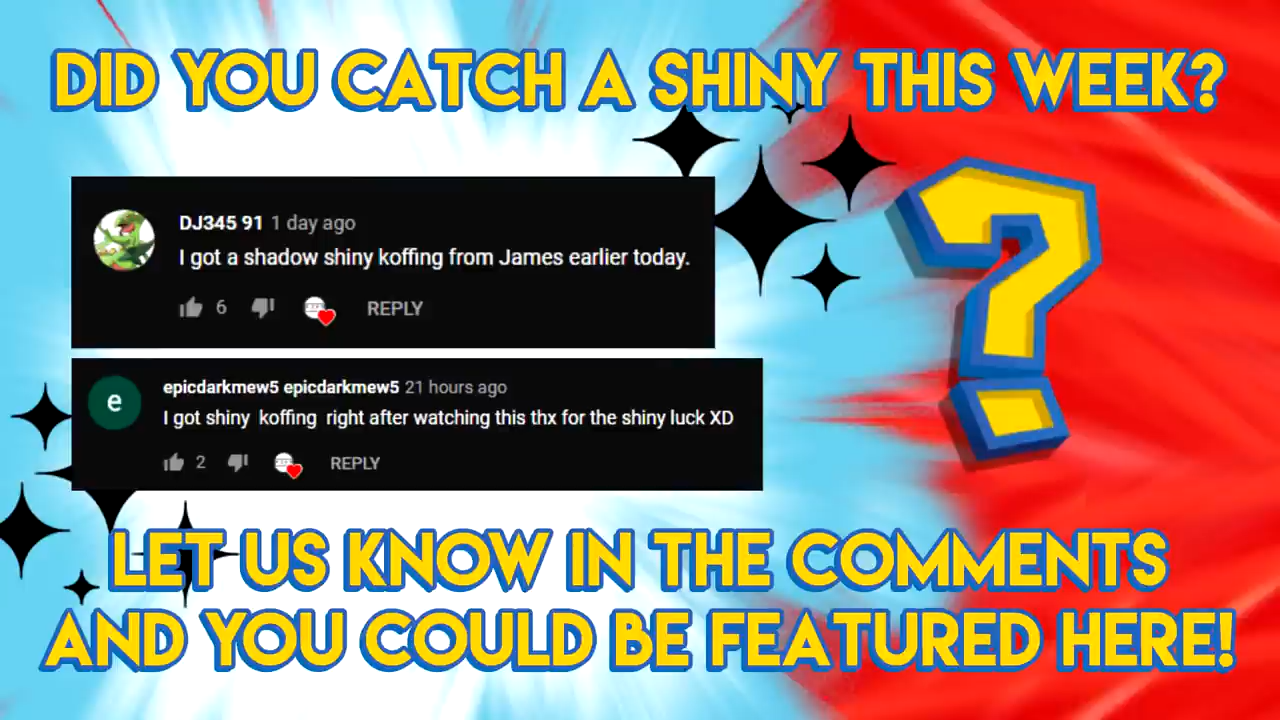 DID YOU CATCH A SHINY THIS WEEK?
?
DJ345 91 1 day ago
I got a shadow shiny koffing from James earlier today.
6 REPLY
e
epicdarkmew5 epicdarkmew5 21 hours ago
I got shiny koffing right after watching this thx for the shiny luck XD
2 REPLY
LET US KNOW IN THE COMMENTS
AND YOU COULD BE FEATURED HERE!